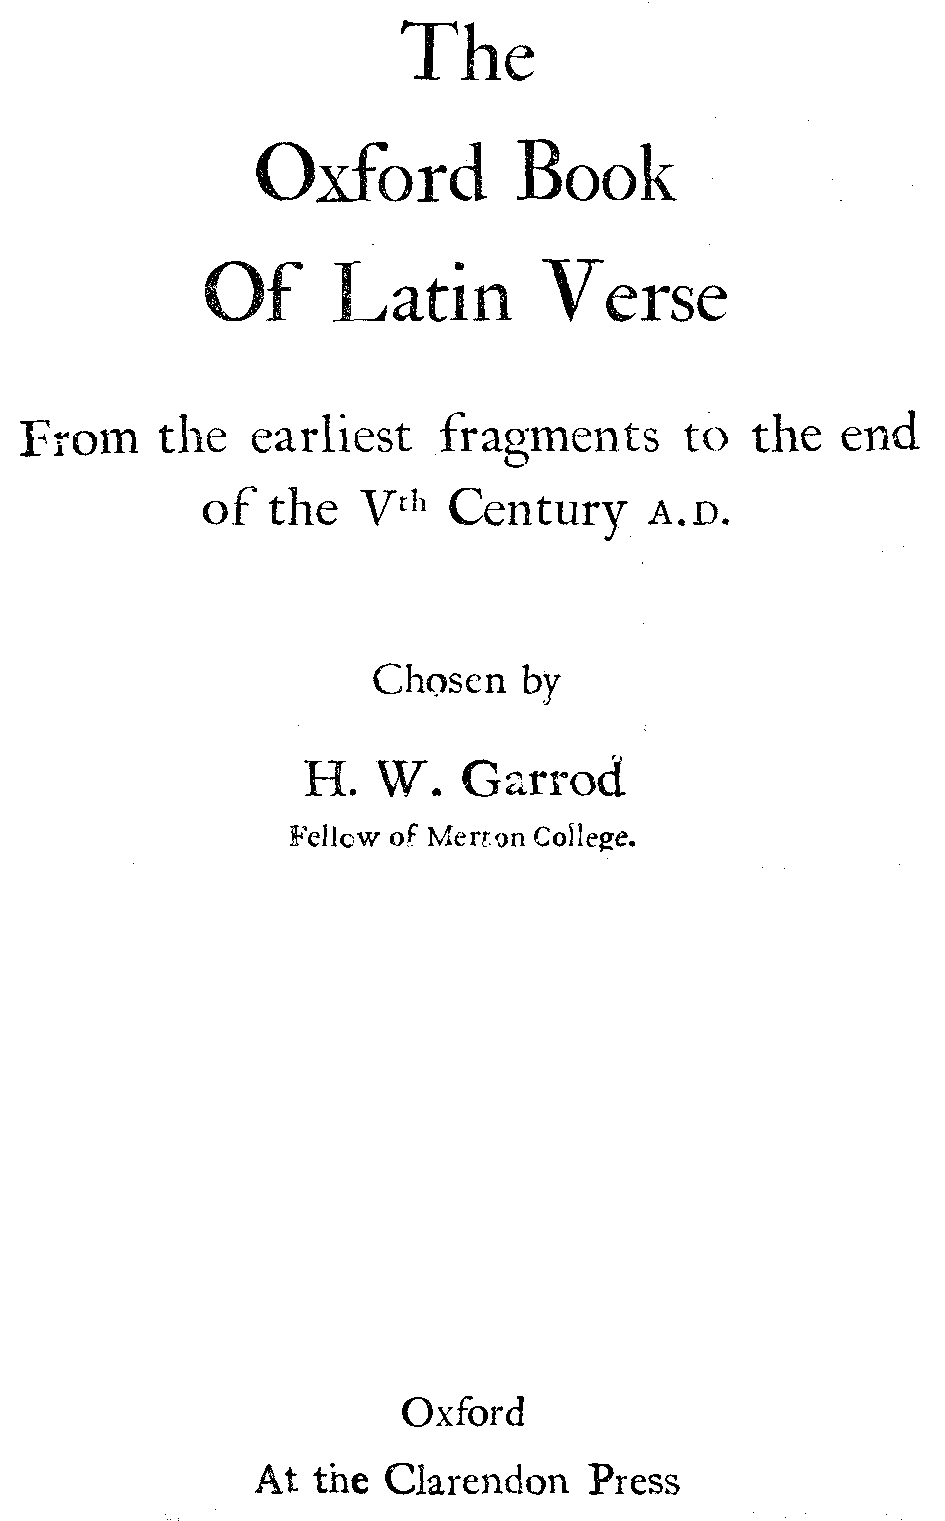 The
Oxford Book
Of Latin Verse
From the earliest fragments to the end
of the Vth Century A.D.
Chosen by
H. W. Garrod
Fellow of Merton College.
Oxford
At the Clarendon Press